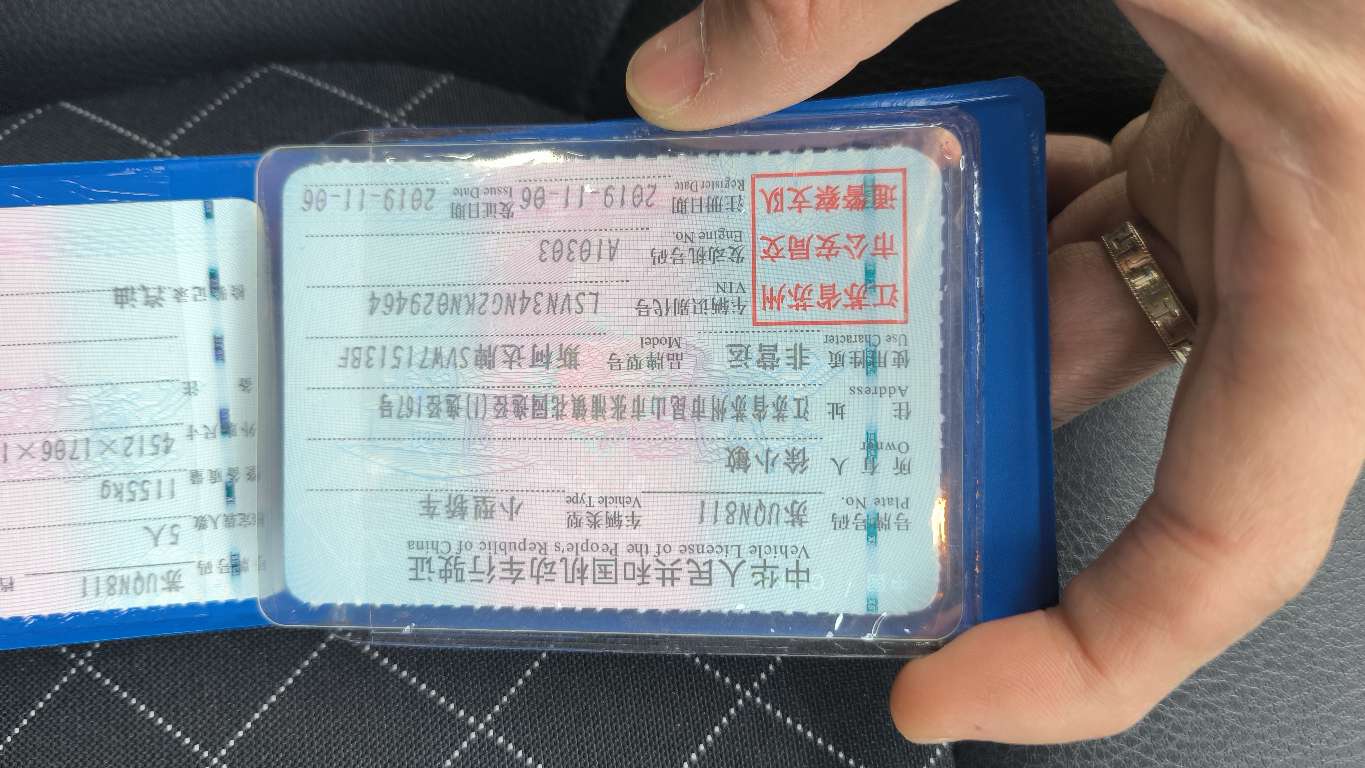 中华人民共和国机动车行驶证
Vehicle License of the People's Republic of China
号牌号码 苏UQN811 车辆类型 小型轿车
Plate No. Vehicle Type
所有人 徐小敏
Owner
住址 江苏省苏州市昆山市张浦镇花园逸径(1)逸径167号
Address
使用性质 非营运 品牌型号 斯柯达牌SVW71513BF
Use Character Model
江苏省苏州
市公安局交
通警察支队
车辆识别代号 LSVN34NG2KN029464
VIN
发动机号码 A10303
Engine No.
注册日期 2019-11-06 发证日期 2019-11-06
Register Date Issue Date
号牌号码 苏UQN811
核定载人数 5人
整备质量 1155kg
外廓尺寸 4512×1706×1
备注
检验记录 汽油